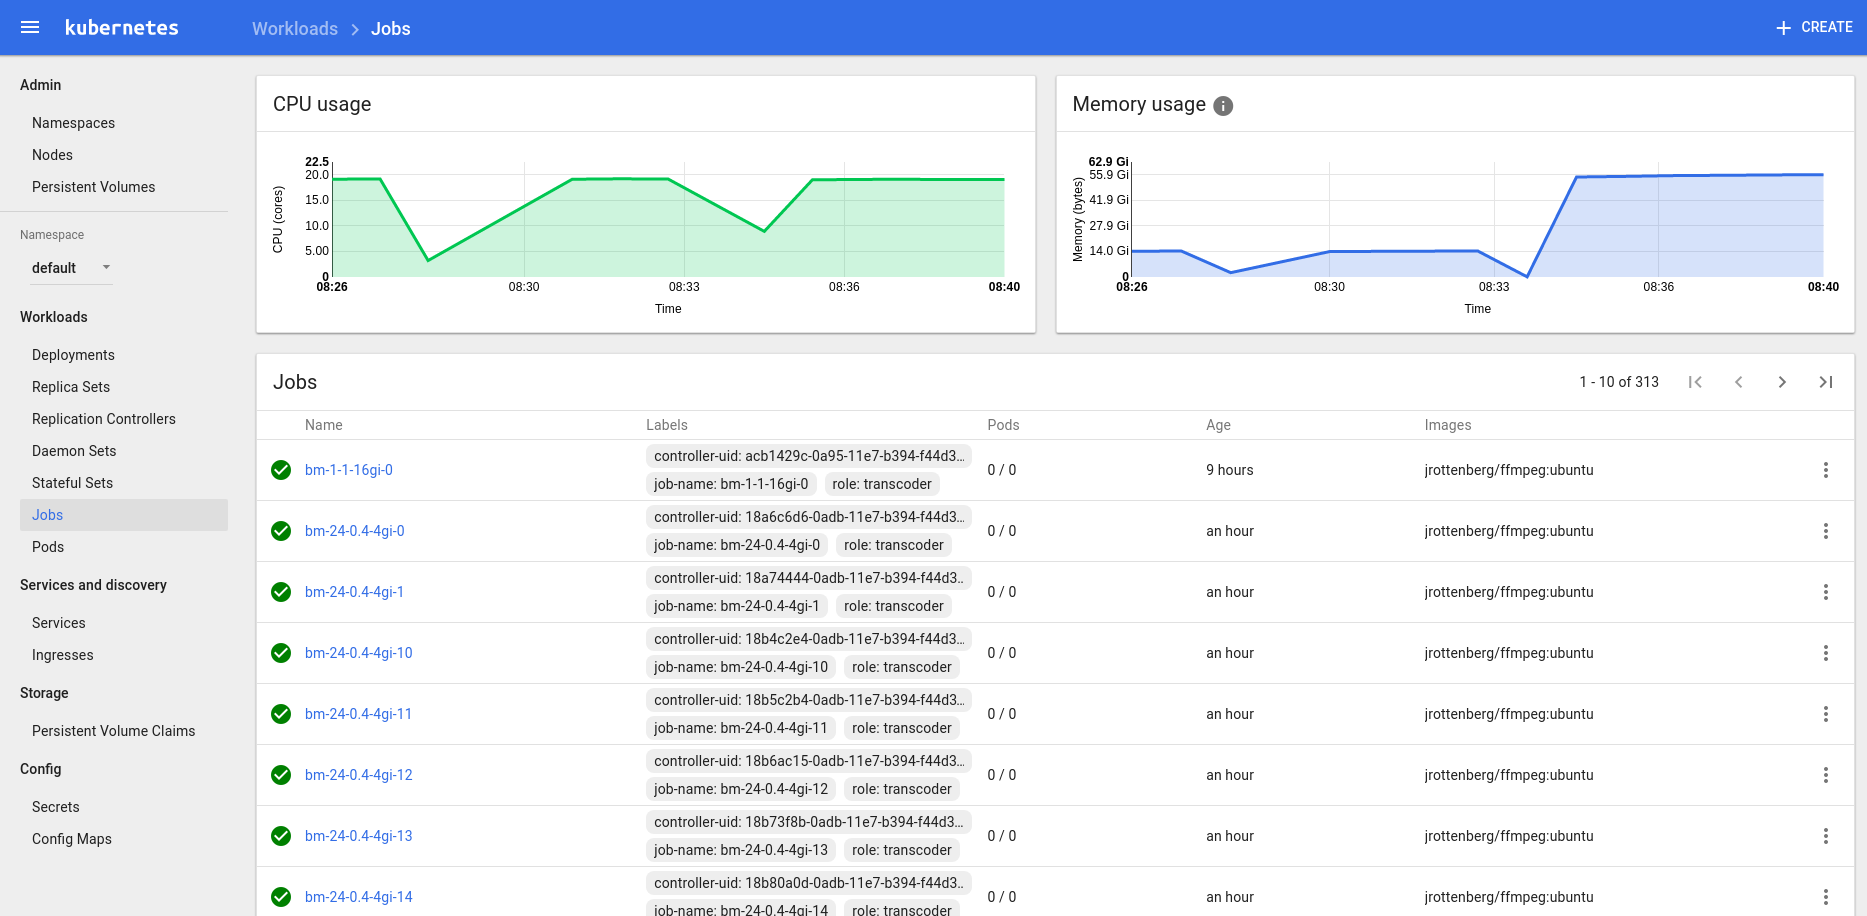 kubernetes
Workloads > Jobs
CREATE
Admin
Namespaces
Nodes
Persistent Volumes
Namespace
default
Workloads
Deployments
Replica Sets
Replication Controllers
Daemon Sets
Stateful Sets
Jobs
Pods
Services and discovery
Services
Ingresses
Storage
Persistent Volume Claims
Config
Secrets
Config Maps
CPU usage
CPU (cores)
22.5
20.0
15.0
10.0
5.00
0
08:26 08:30 08:33 08:36 08:40
Time
Memory usage
Memory (bytes)
62.9 Gi
55.9 Gi
41.9 Gi
27.9 Gi
14.0 Gi
0
08:26 08:30 08:33 08:36 08:40
Time
Jobs
1 - 10 of 313
Name Labels Pods Age Images
controller-uid: acb1429c-0a95-11e7-b394-f44d3...
bm-1-1-16gi-0 0 / 0 9 hours jrottenberg/ffmpeg:ubuntu
job-name: bm-1-1-16gi-0 role: transcoder
controller-uid: 18a6c6d6-0adb-11e7-b394-f44d3...
bm-24-0.4-4gi-0 0 / 0 an hour jrottenberg/ffmpeg:ubuntu
job-name: bm-24-0.4-4gi-0 role: transcoder
controller-uid: 18a74444-0adb-11e7-b394-f44d3..
bm-24-0.4-4gi-1 0 / 0 an hour jrottenberg/ffmpeg:ubuntu
job-name: bm-24-0.4-4gi-1 role: transcoder
controller-uid: 18b4c2e4-0adb-11e7-b394-f44d3...
bm-24-0.4-4gi-10 0 / 0 an hour jrottenberg/ffmpeg:ubuntu
job-name: bm-24-0.4-4gi-10 role: transcoder
controller-uid: 18b5c2b4-0adb-11e7-b394-f44d3...
bm-24-0.4-4gi-11 0 / 0 an hour jrottenberg/ffmpeg:ubuntu
job-name: bm-24-0.4-4gi-11 role: transcoder
controller-uid: 18b6ac15-0adb-11e7-b394-f44d3...
bm-24-0.4-4gi-12 0 / 0 an hour jrottenberg/ffmpeg:ubuntu
job-name: bm-24-0.4-4gi-12 role: transcoder
controller-uid: 18b73f8b-0adb-11e7-b394-f44d3...
bm-24-0.4-4gi-13 0 / 0 an hour jrottenberg/ffmpeg:ubuntu
job-name: bm-24-0.4-4gi-13 role: transcoder
controller-uid: 18b80a0d-0adb-11e7-b394-f44d3..
bm-24-0.4-4gi-14 0 / 0 an hour jrottenberg/ffmpeg:ubuntu
job-name: bm-24-0.4-4gi-14 role: transcoder